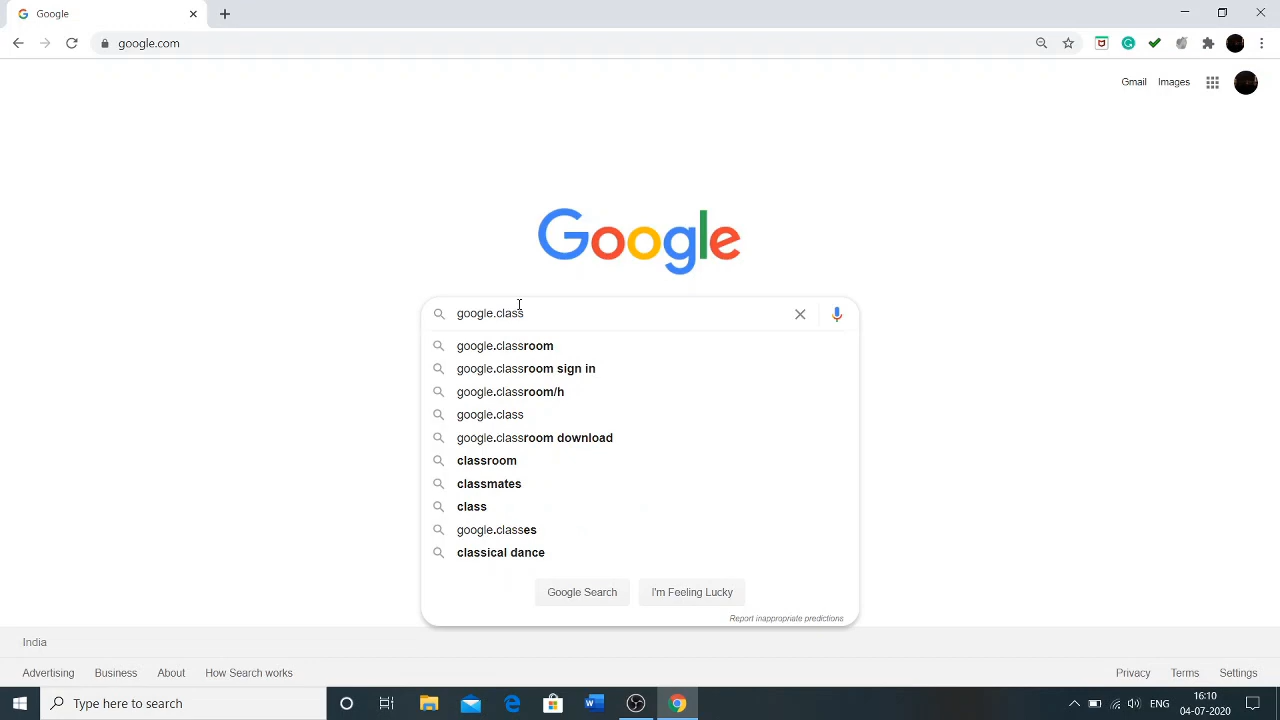 Google
google.com
Gmail Images
Google
google.class
google.classroom
google.classroom sign in
google.classroom/h
google.class
google.classroom download
classroom
classmates
class
google.classes
classical dance
Google Search I'm Feeling Lucky
Report inappropriate predictions
India
Advertising Business About How Search works Privacy Terms Settings
Type here to search ENG 16:10
04-07-2020